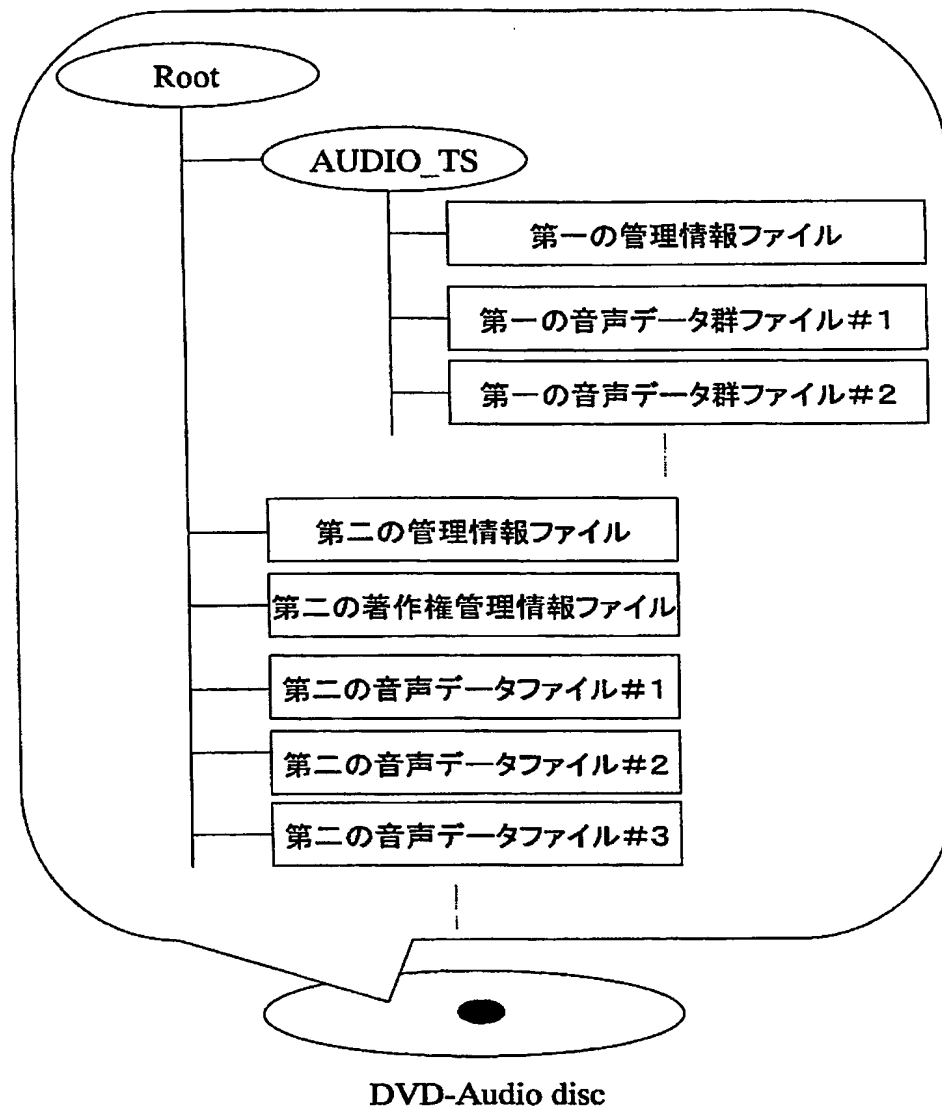 Root
AUDIO_TS
第一の管理情報ファイル
第一の音声データ群ファイル#1
第一の音声データ群ファイル#2
第二の管理情報ファイル
第二の著作権管理情報ファイル
第二の音声データファイル#1
第二の音声データファイル#2
第二の音声データファイル#3
DVD-Audio disc